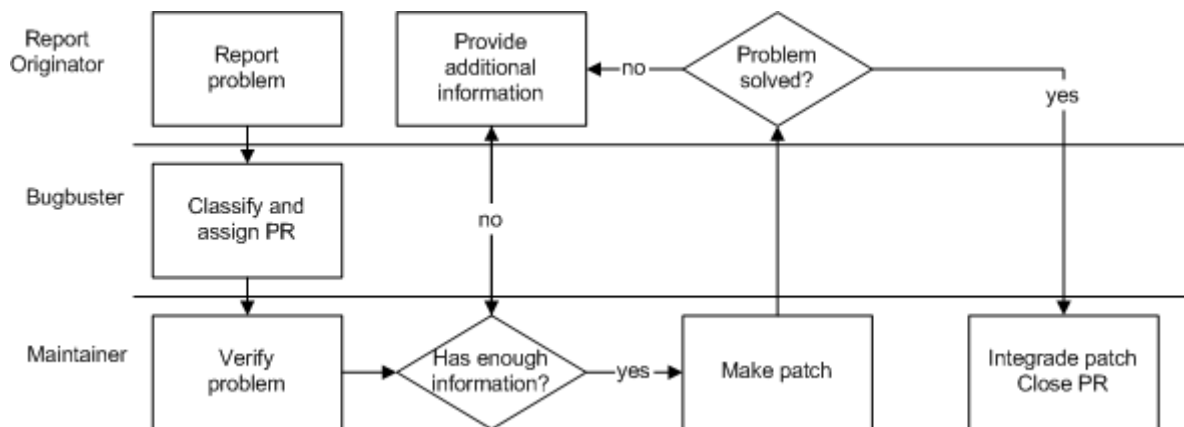 Report
Originator
Report
problem
Provide
additional
information
no
Problem
solved?
yes
Bugbuster
Classify and
assign PR
no
Maintainer
Verify
problem
Has enough
information?
yes
Make patch
Integrade patch
Close PR